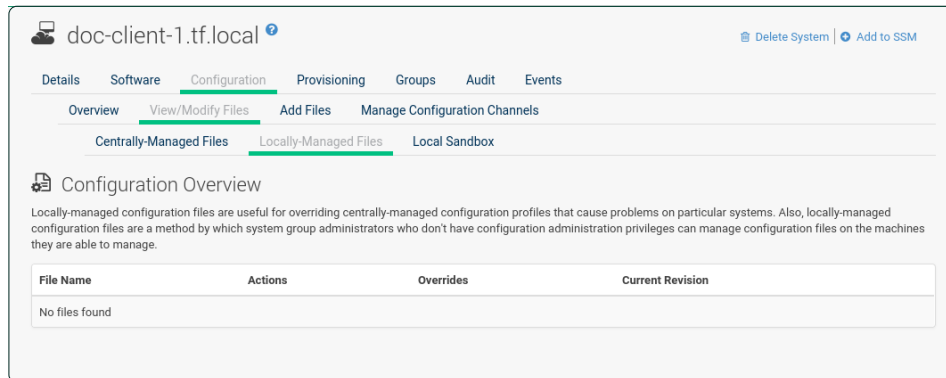 doc-client-1.tf.local ?
Delete System | Add to SSM
Details Software Configuration Provisioning Groups Audit Events
Overview View/Modify Files Add Files Manage Configuration Channels
Centrally-Managed Files Locally-Managed Files Local Sandbox
Configuration Overview
Locally-managed configuration files are useful for overriding centrally-managed configuration profiles that cause problems on particular systems. Also, locally-managed
configuration files are a method by which system group administrators who don't have configuration administration privileges can manage configuration files on the machines
they are able to manage.
File Name Actions Overrides Current Revision
No files found